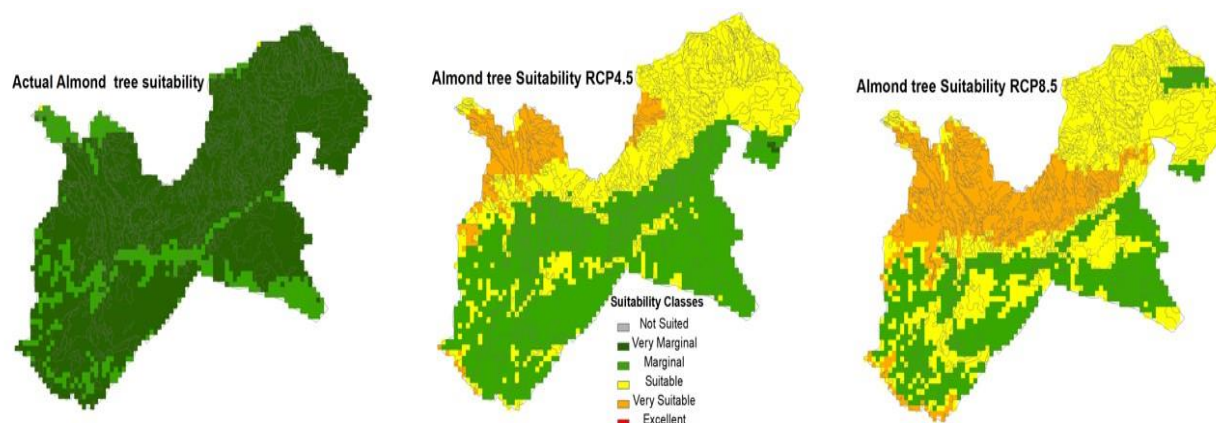 Actual Almond tree suitability
Almond tree Suitability RCP4.5
Almond tree Suitability RCP8.5
Suitability Classes
Not Suited
Very Marginal
Marginal
Suitable
Very Suitable
Excellent